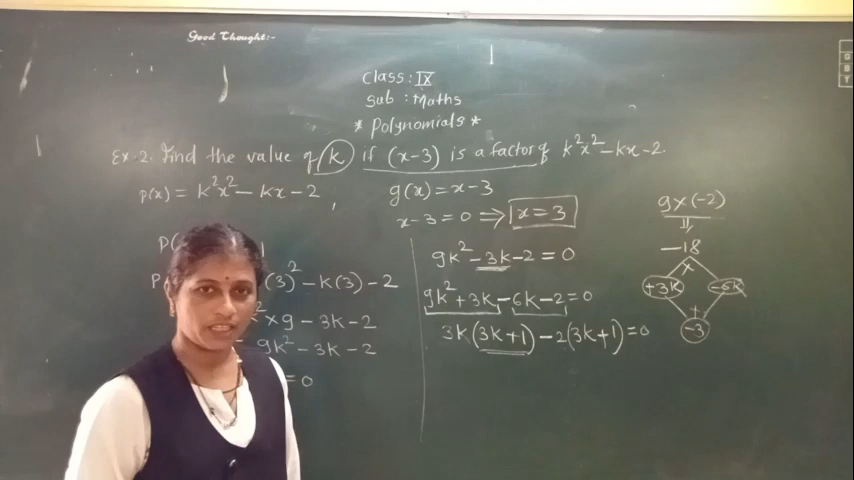 Good Thought:-
Class: IX
Sub : Maths
* Polynomials *
Ex. 2. Find the value of k if (x-3) is a factor of k²x² - kx - 2.
p(x) = k²x² - kx - 2 ,
g(x) = x - 3
x - 3 = 0 ⇒ x = 3
P(
P
(3)² - k(3) - 2
² x 9 - 3k - 2
9k² - 3k - 2
= 0
9k² - 3k - 2 = 0
9k² + 3k - 6k - 2 = 0
3k(3k+1) - 2(3k+1) = 0
9 x (-2)
-18
x
+3k -6k
+
-3
G
B
T